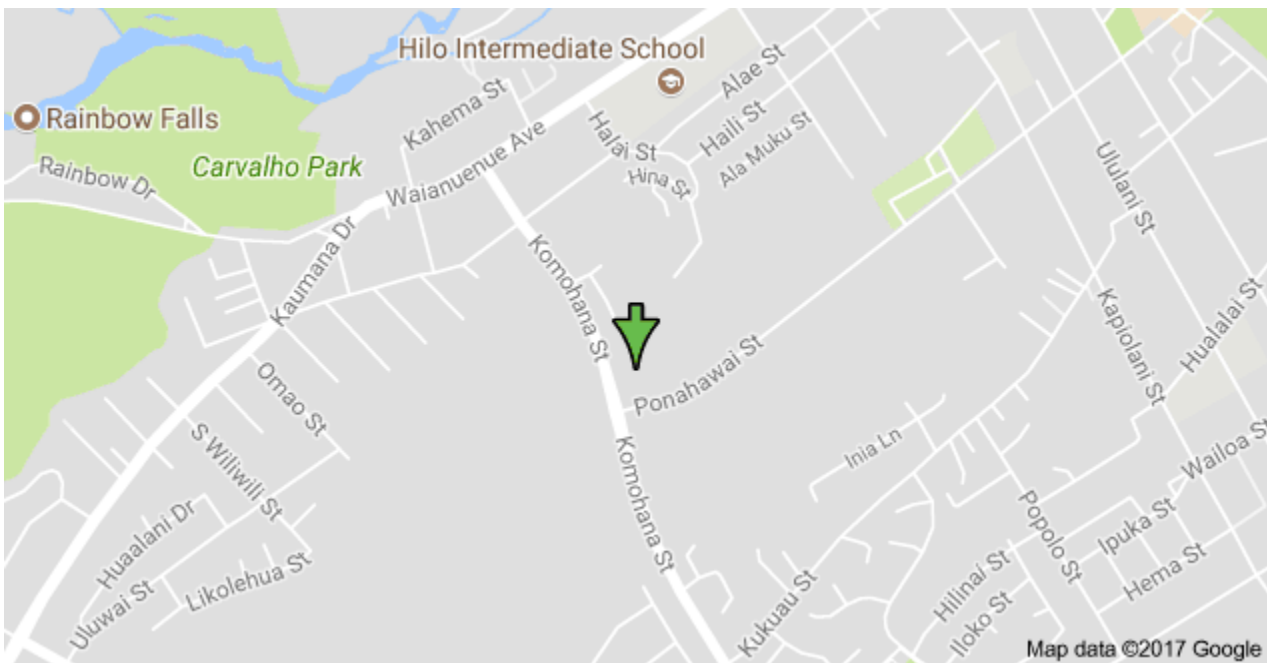 Hilo Intermediate School
Alae St
Kahema St
Rainbow Falls
Haili St
Halai St
Ala Muku St
Waianuenue Ave
Carvalho Park
Rainbow Dr
Hina St
Ululani St
Kaumana Dr
Komohana St
Kapiolani St
Hualalai St
Ponahawai St
Omao St
S Wiliwili St
Inia Ln
Komohana St
Wailoa St
Huaalani Dr
Popolo St
Ipuka St
Likolehua St
Uluwai St
Hilinai St
Hema St
Kukuau St
Iloko St
Map data ©2017 Google